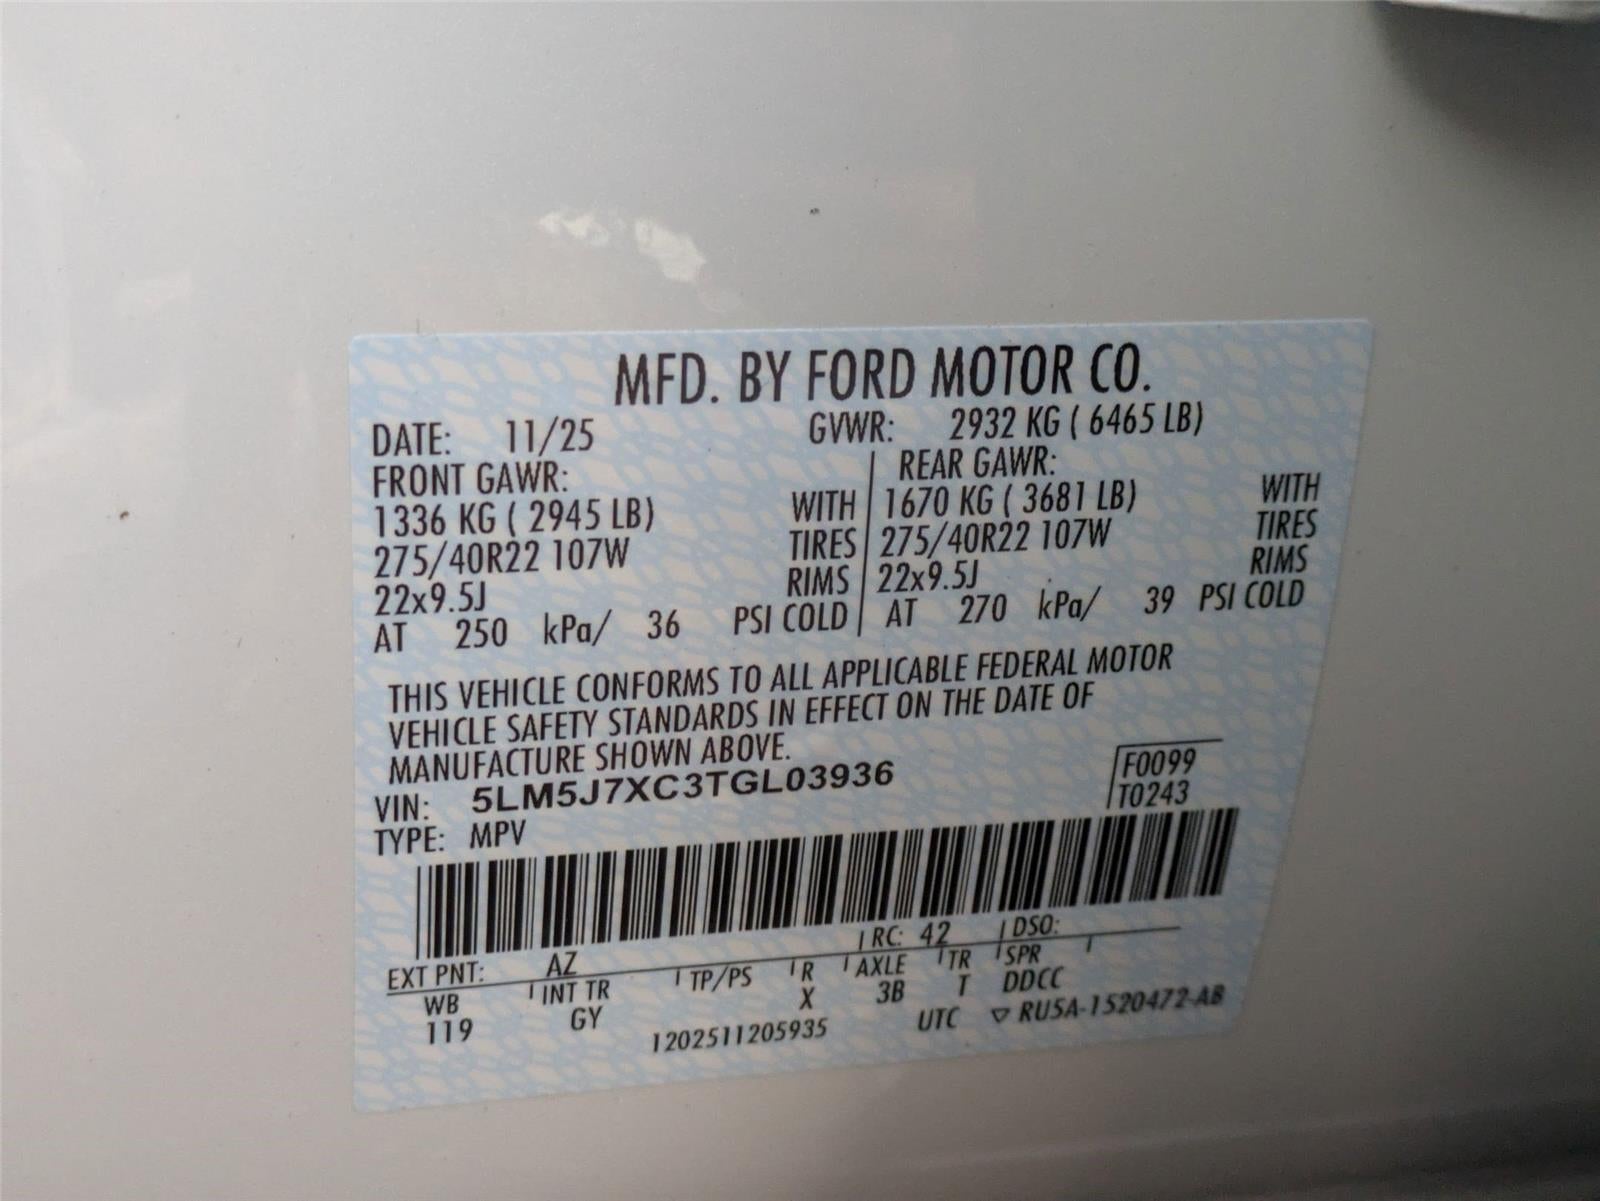 MFD. BY FORD MOTOR CO.
DATE: 11/25 GVWR: 2932 KG ( 6465 LB)
FRONT GAWR: REAR GAWR:
1336 KG ( 2945 LB) WITH 1670 KG ( 3681 LB) WITH
275/40R22 107W TIRES 275/40R22 107W TIRES
22x9.5J RIMS 22x9.5J RIMS
AT 250 kPa/ 36 PSI COLD AT 270 kPa/ 39 PSI COLD
THIS VEHICLE CONFORMS TO ALL APPLICABLE FEDERAL MOTOR
VEHICLE SAFETY STANDARDS IN EFFECT ON THE DATE OF
MANUFACTURE SHOWN ABOVE.
VIN: 5LM5J7XC3TGL03936 F0099
TYPE: MPV T0243
EXT PNT: AZ RC: 42 DSO:
WB INT TR TP/PS R AXLE TR SPR
119 GY X 3B T DDCC
1202511205935 UTC ▽ RU5A-1520472-AB